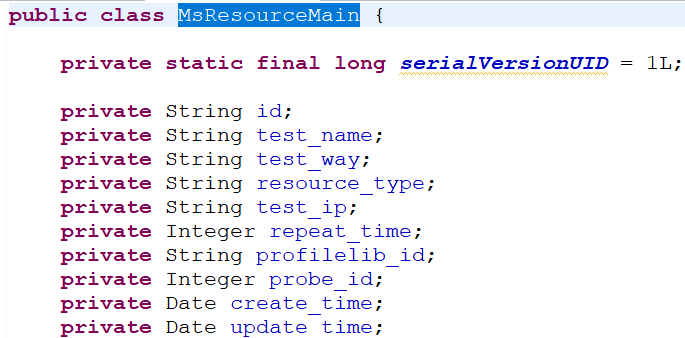 public class MsResourceMain {
private static final long serialVersionUID = 1L;
private String id;
private String test_name;
private String test_way;
private String resource_type;
private String test_ip;
private Integer repeat_time;
private String profilelib_id;
private Integer probe_id;
private Date create_time;
private Date update_time;